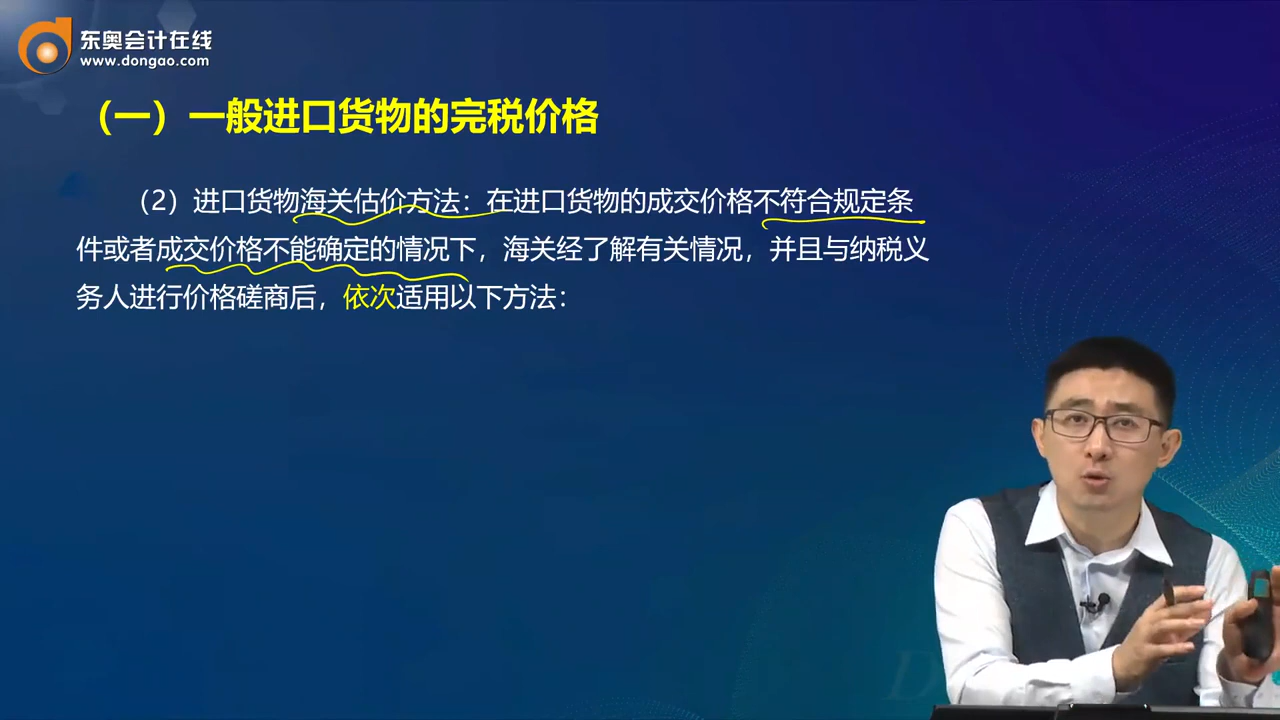 东奥会计在线
www.dongao.com
（一）一般进口货物的完税价格
（2）进口货物海关估价方法：在进口货物的成交价格不符合规定条
件或者成交价格不能确定的情况下，海关经了解有关情况，并且与纳税义
务人进行价格磋商后，依次适用以下方法：